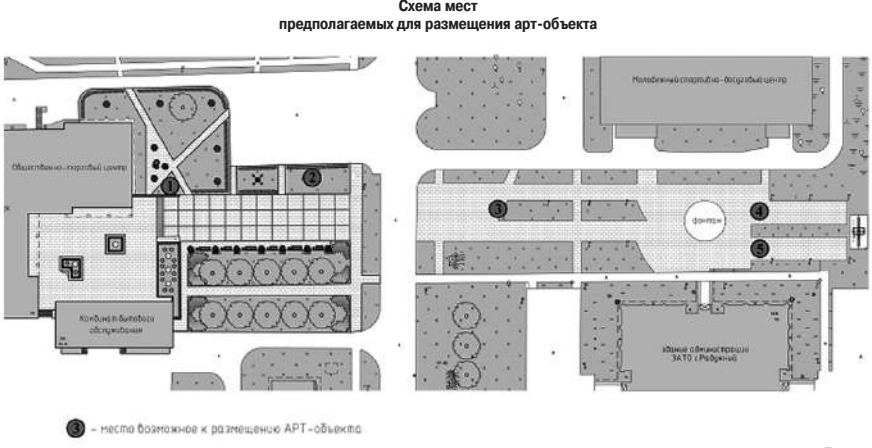 Схема мест
предполагаемых для размещения арт-объекта
Молодежный спортивно-досуговый центр
Общественно-торговый центр
1
2
3
4
фонтан
5
Комбинат бытового
обслуживания
здание администрации
ЗАТО г.Радужный
3 - место возможное к размещению АРТ-объекта